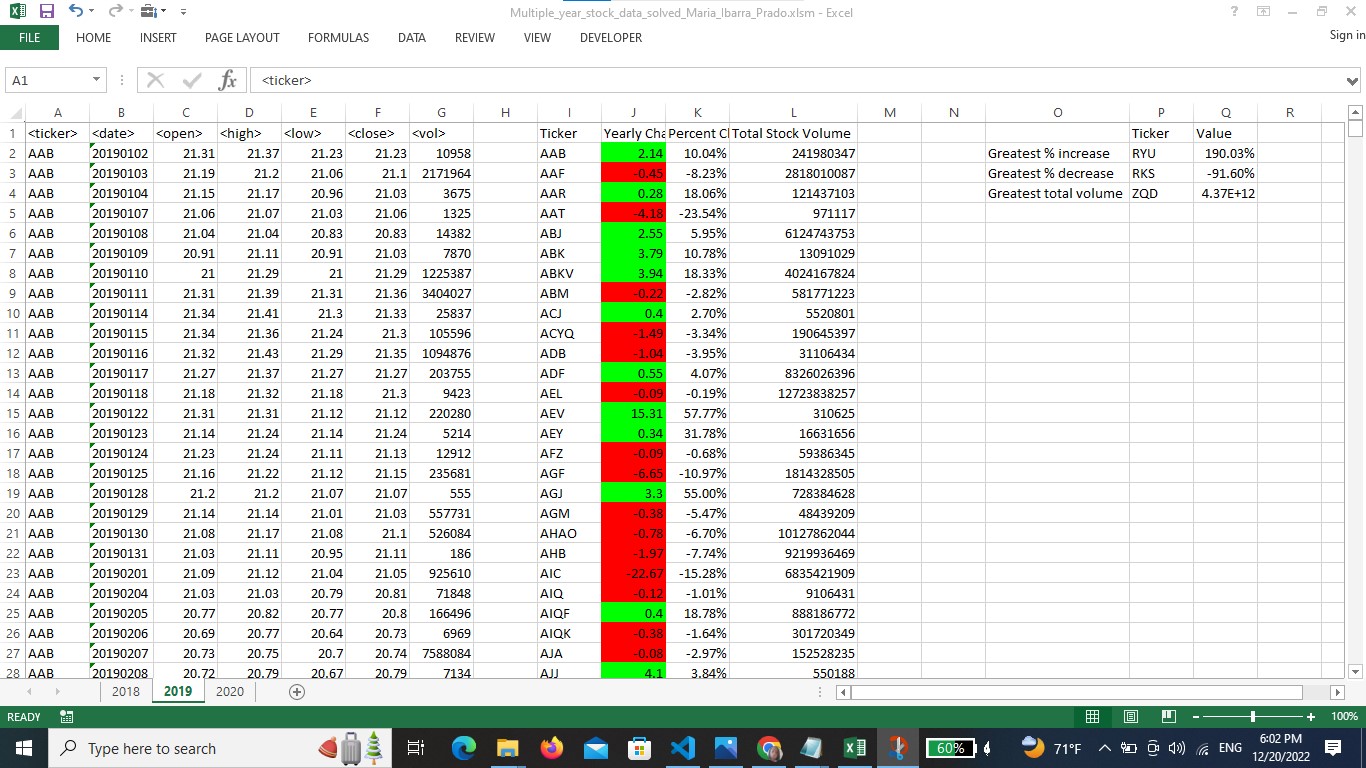 Multiple_year_stock_data_solved_Maria_Ibarra_Prado.xlsm - Excel
FILE HOME INSERT PAGE LAYOUT FORMULAS DATA REVIEW VIEW DEVELOPER Sign in
A1 fx <ticker>
A B C D E F G H I J K L M N O P Q R
1 <ticker> <date> <open> <high> <low> <close> <vol> Ticker Yearly Cha Percent C Total Stock Volume Ticker Value
2 AAB 20190102 21.31 21.37 21.23 21.23 10958 AAB 2.14 10.04% 241980347 Greatest % increase RYU 190.03%
3 AAB 20190103 21.19 21.2 21.06 21.1 2171964 AAF -0.45 -8.23% 2818010087 Greatest % decrease RKS -91.60%
4 AAB 20190104 21.15 21.17 20.96 21.03 3675 AAR 0.28 18.06% 121437103 Greatest total volume ZQD 4.37E+12
5 AAB 20190107 21.06 21.07 21.03 21.06 1325 AAT -4.18 -23.54% 971117
6 AAB 20190108 21.04 21.04 20.83 20.83 14382 ABJ 2.55 5.95% 6124743753
7 AAB 20190109 20.91 21.11 20.91 21.03 7870 ABK 3.79 10.78% 13091029
8 AAB 20190110 21 21.29 21 21.29 1225387 ABKV 3.94 18.33% 4024167824
9 AAB 20190111 21.31 21.39 21.31 21.36 3404027 ABM -0.22 -2.82% 581771223
10 AAB 20190114 21.34 21.41 21.3 21.33 25837 ACJ 0.4 2.70% 5520801
11 AAB 20190115 21.34 21.36 21.24 21.3 105596 ACYQ -1.49 -3.34% 190645397
12 AAB 20190116 21.32 21.43 21.29 21.35 1094876 ADB -1.04 -3.95% 31106434
13 AAB 20190117 21.27 21.37 21.27 21.27 203755 ADF 0.55 4.07% 8326026396
14 AAB 20190118 21.18 21.32 21.18 21.3 9423 AEL -0.09 -0.19% 12723838257
15 AAB 20190122 21.31 21.31 21.12 21.12 220280 AEV 15.31 57.77% 310625
16 AAB 20190123 21.14 21.24 21.14 21.24 5214 AEY 0.34 31.78% 16631656
17 AAB 20190124 21.23 21.24 21.11 21.13 12912 AFZ -0.09 -0.68% 59386345
18 AAB 20190125 21.16 21.22 21.12 21.15 235681 AGF -6.65 -10.97% 1814328505
19 AAB 20190128 21.2 21.2 21.07 21.07 555 AGJ 3.3 55.00% 728384628
20 AAB 20190129 21.14 21.14 21.01 21.03 557731 AGM -0.38 -5.47% 48439209
21 AAB 20190130 21.08 21.17 21.08 21.1 526084 AHAO -0.78 -6.70% 10127862044
22 AAB 20190131 21.03 21.11 20.95 21.11 186 AHB -1.97 -7.74% 9219936469
23 AAB 20190201 21.09 21.12 21.04 21.05 925610 AIC -22.67 -15.28% 6835421909
24 AAB 20190204 21.03 21.03 20.79 20.81 71848 AIQ -0.12 -1.01% 9106431
25 AAB 20190205 20.77 20.82 20.77 20.8 166496 AIQF 0.4 18.78% 888186772
26 AAB 20190206 20.69 20.77 20.64 20.73 6969 AIQK -0.38 -1.64% 301720349
27 AAB 20190207 20.73 20.75 20.7 20.74 7588084 AJA -0.08 -2.97% 152528235
28 AAB 20190208 20.72 20.79 20.67 20.79 7134 AJJ 4.1 3.84% 550188
2018 2019 2020
READY 100%
Type here to search 60% 71°F ENG 6:02 PM
12/20/2022